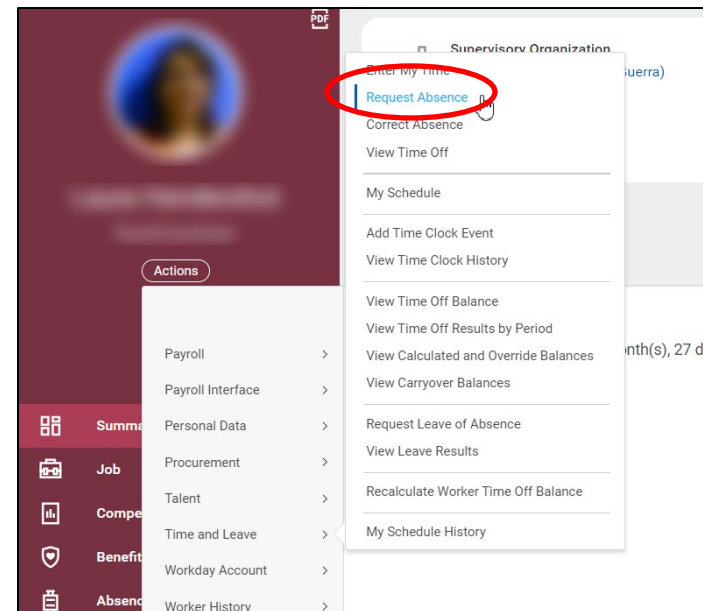 PDF
Supervisory Organization
Guerra)
Enter My Time
Request Absence
Correct Absence
View Time Off
My Schedule
Add Time Clock Event
View Time Clock History
View Time Off Balance
View Time Off Results by Period
View Calculated and Override Balances
View Carryover Balances
Request Leave of Absence
View Leave Results
Recalculate Worker Time Off Balance
My Schedule History
onth(s), 27 d
Actions
Payroll
Payroll Interface
Personal Data
Procurement
Talent
Time and Leave
Workday Account
Worker History
Summa
Job
Compe
Benefit
Absenc